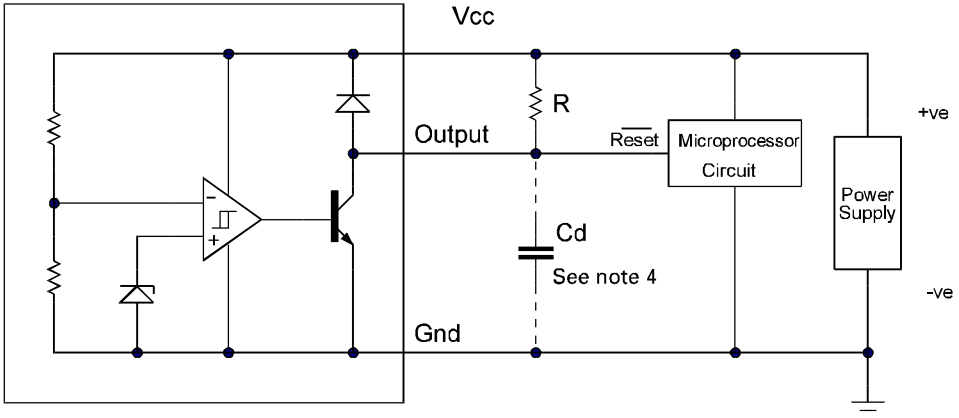 Vcc
R
+ve
Output
Reset
Microprocessor
Circuit
Power
Supply
-
+
Cd
See note 4
-ve
Gnd